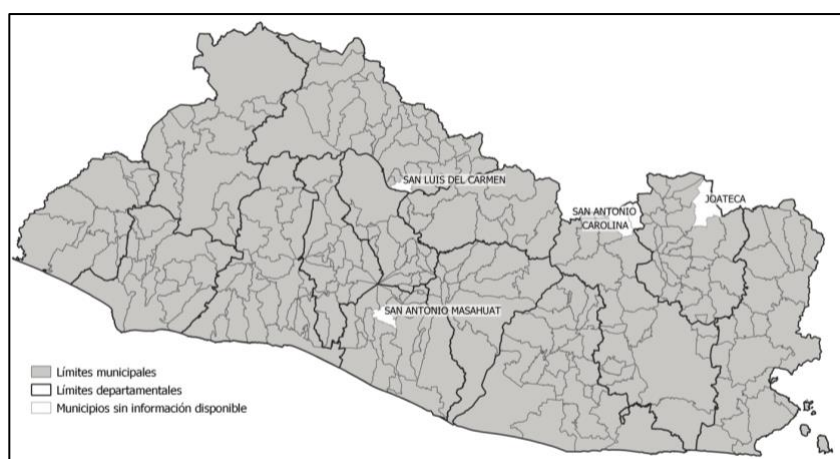 SAN LUIS DEL CARMEN
SAN ANTONIO
CAROLINA
JOATECA
SAN ANTONIO MASAHUAT
Límites municipales
Límites departamentales
Municipios sin información disponible